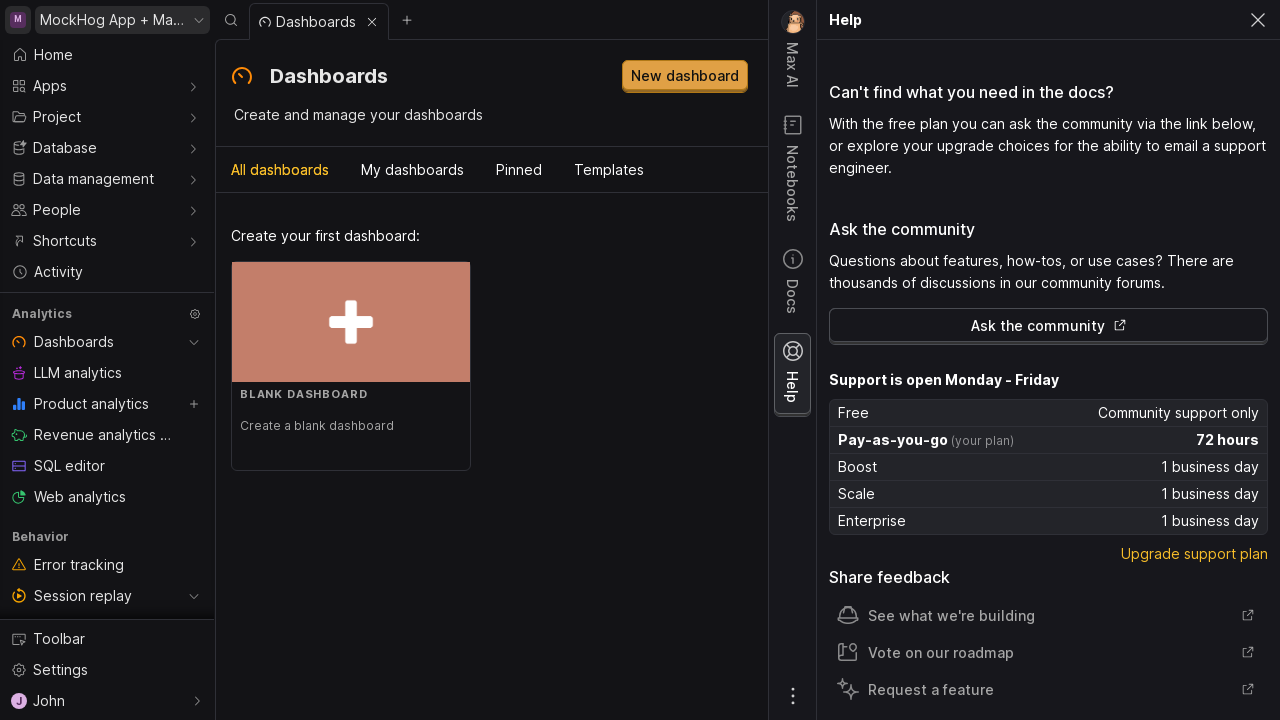 M
MockHog App + Ma...
Home
Apps
Project
Database
Data management
People
Shortcuts
Activity
Analytics
Dashboards
LLM analytics
Product analytics
Revenue analytics ...
SQL editor
Web analytics
Behavior
Error tracking
Session replay
Toolbar
Settings
J
John
Dashboards
Dashboards
New dashboard
Create and manage your dashboards
All dashboards
My dashboards
Pinned
Templates
Create your first dashboard:
BLANK DASHBOARD
Create a blank dashboard
Max AI
Notebooks
Docs
Help
Help
Can't find what you need in the docs?
With the free plan you can ask the community via the link below,
or explore your upgrade choices for the ability to email a support
engineer.
Ask the community
Questions about features, how-tos, or use cases? There are
thousands of discussions in our community forums.
Ask the community
Support is open Monday - Friday
Free Community support only
Pay-as-you-go (your plan) 72 hours
Boost 1 business day
Scale 1 business day
Enterprise 1 business day
Upgrade support plan
Share feedback
See what we're building
Vote on our roadmap
Request a feature